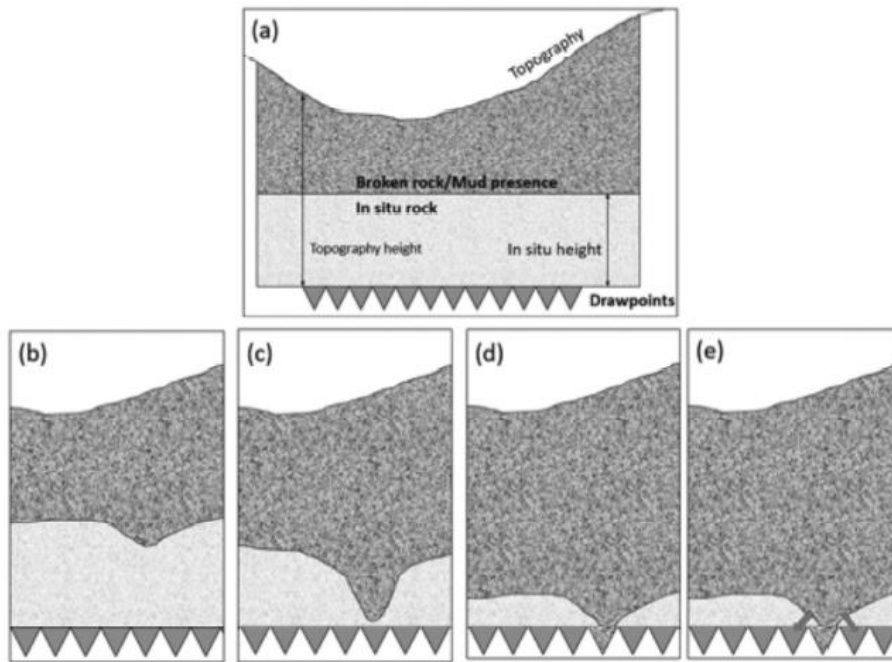 (a)
Topography
Broken rock/Mud presence
In situ rock
Topography height
In situ height
Drawpoints
(b)
(c)
(d)
(e)